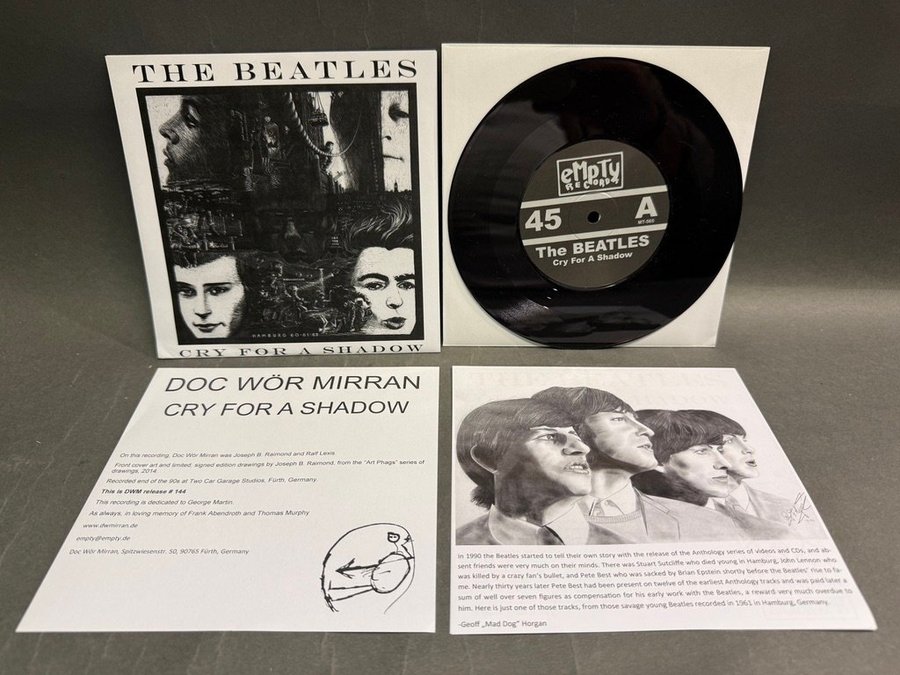 THE BEATLES
HAMBURG 60·61·62
CRY FOR A SHADOW
eMPTy
RECORDS
45
A
MT-560
The BEATLES
Cry For A Shadow
DOC WÖR MIRRAN
CRY FOR A SHADOW
On this recording, Doc Wör Mirran was Joseph B. Raimond and Ralf Lexis.
Front cover art and limited, signed edition drawings by Joseph B. Raimond, from the "Art Phags" series of
drawings, 2014
Recorded end of the 90s at Two Car Garage Studios, Fürth, Germany.
This is DWM release # 144
This recording is dedicated to George Martin.
As always, in loving memory of Frank Abendroth and Thomas Murphy
www.dwmirran.de
empty@empty.de
Doc Wör Mirran, Spitzwiesenstr. 50, 90765 Fürth, Germany
In 1990 the Beatles started to tell their own story with the release of the Anthology series of videos and CDs, and ab-
sent friends were very much on their minds. There was Stuart Sutcliffe who died young in Hamburg, John Lennon who
was killed by a crazy fan's bullet, and Pete Best who was sacked by Brian Epstein shortly before the Beatles' rise to fa-
me. Nearly thirty years later Pete Best had been present on twelve of the earliest Anthology tracks and was paid later a
sum of well over seven figures as compensation for his early work with the Beatles, a reward very much overdue to
him. Here is just one of those tracks, from those savage young Beatles recorded in 1961 in Hamburg, Germany.
-Geoff „Mad Dog" Horgan